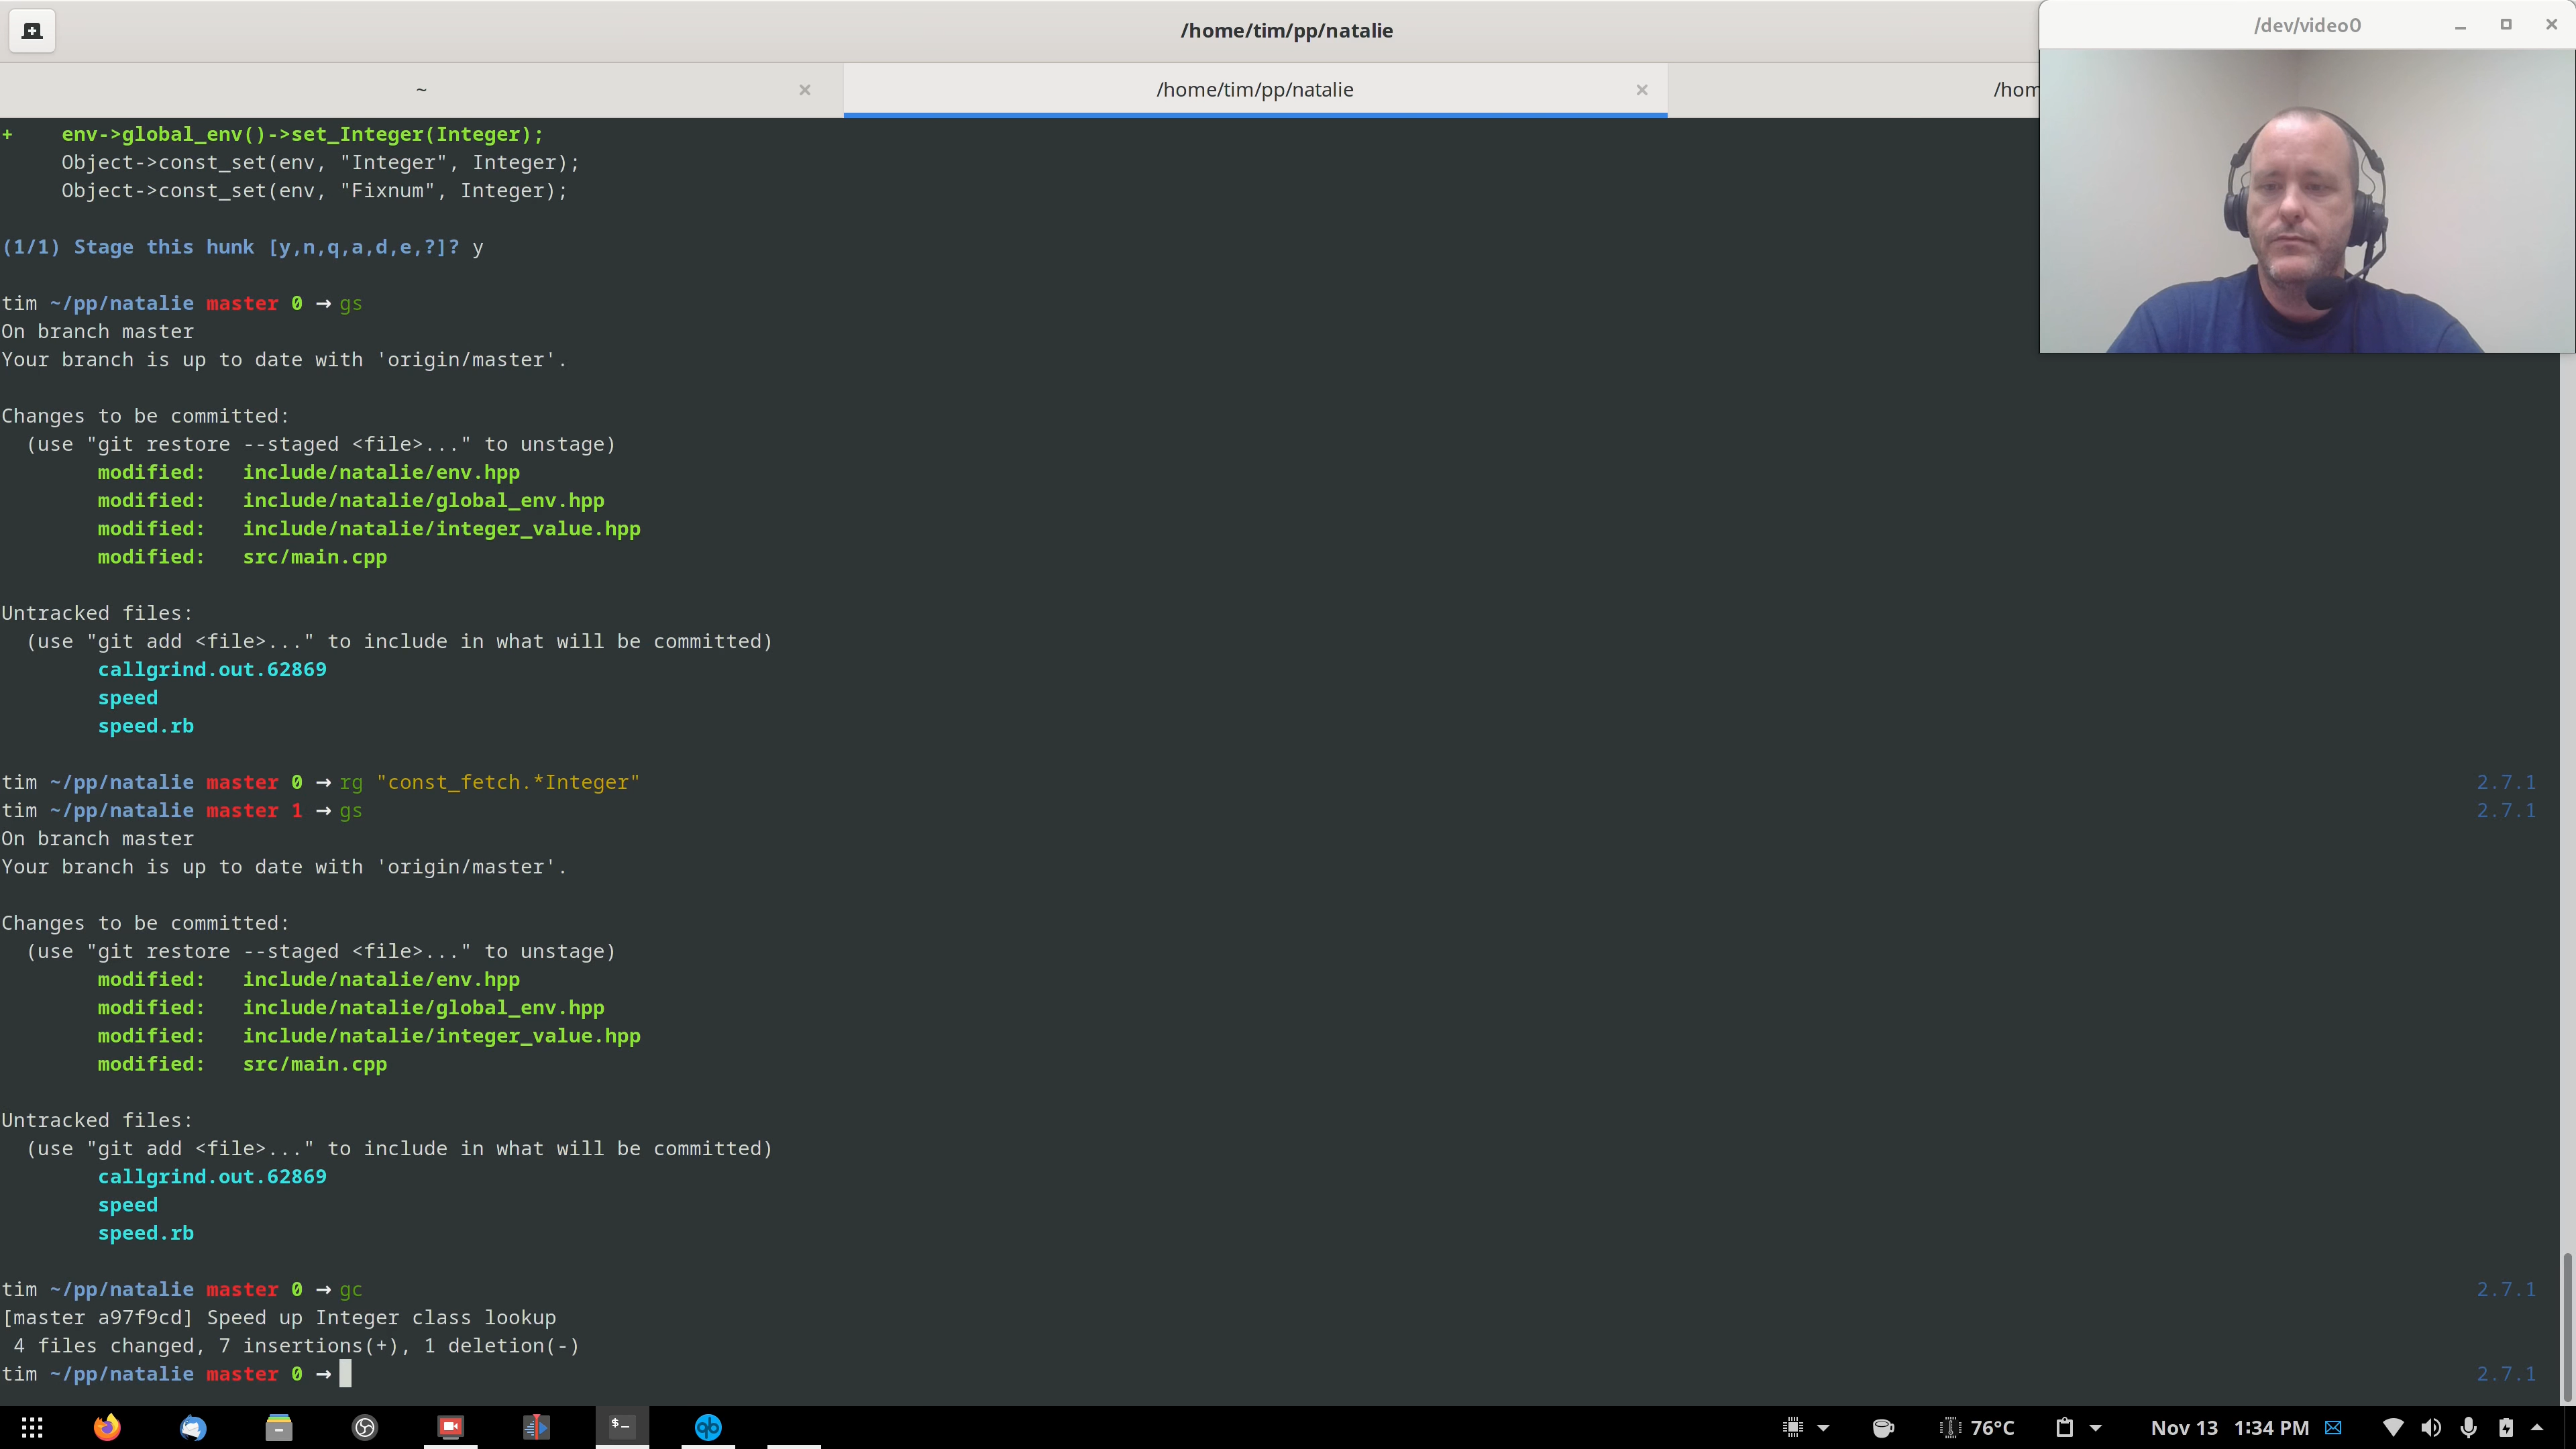 /home/tim/pp/natalie
/dev/video0
~
/home/tim/pp/natalie
/hom
+    env->global_env()->set_Integer(Integer);
     Object->const_set(env, "Integer", Integer);
     Object->const_set(env, "Fixnum", Integer);
(1/1) Stage this hunk [y,n,q,a,d,e,?]? y
tim ~/pp/natalie master 0 → gs
On branch master
Your branch is up to date with 'origin/master'.
Changes to be committed:
  (use "git restore --staged <file>..." to unstage)
        modified:   include/natalie/env.hpp
        modified:   include/natalie/global_env.hpp
        modified:   include/natalie/integer_value.hpp
        modified:   src/main.cpp
Untracked files:
  (use "git add <file>..." to include in what will be committed)
        callgrind.out.62869
        speed
        speed.rb
tim ~/pp/natalie master 0 → rg "const_fetch.*Integer" 2.7.1
tim ~/pp/natalie master 1 → gs 2.7.1
On branch master
Your branch is up to date with 'origin/master'.
Changes to be committed:
  (use "git restore --staged <file>..." to unstage)
        modified:   include/natalie/env.hpp
        modified:   include/natalie/global_env.hpp
        modified:   include/natalie/integer_value.hpp
        modified:   src/main.cpp
Untracked files:
  (use "git add <file>..." to include in what will be committed)
        callgrind.out.62869
        speed
        speed.rb
tim ~/pp/natalie master 0 → gc 2.7.1
[master a97f9cd] Speed up Integer class lookup
 4 files changed, 7 insertions(+), 1 deletion(-)
tim ~/pp/natalie master 0 → 2.7.1
$- qb 76°C Nov 13 1:34 PM